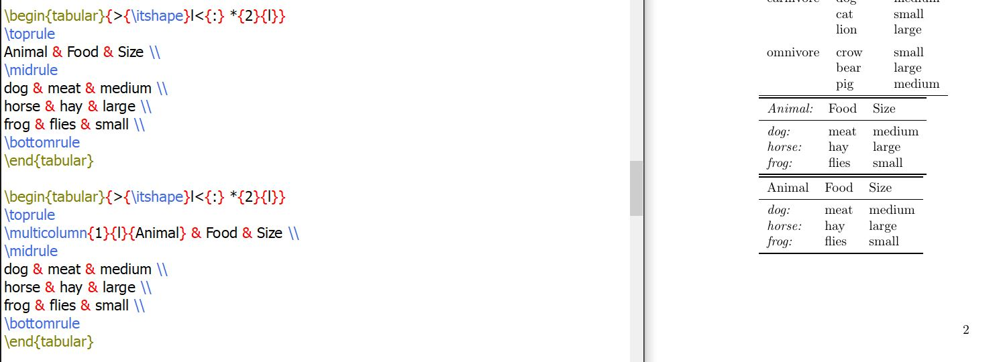 \begin{tabular}{>{\itshape}l<{:} *{2}{l}}
\toprule
Animal & Food & Size \\
\midrule
dog & meat & medium \\
horse & hay & large \\
frog & flies & small \\
\bottomrule
\end{tabular}
\begin{tabular}{>{\itshape}l<{:} *{2}{l}}
\toprule
\multicolumn{1}{l}{Animal} & Food & Size \\
\midrule
dog & meat & medium \\
horse & hay & large \\
frog & flies & small \\
\bottomrule
\end{tabular}
carnivore dog medium
cat small
lion large
omnivore crow small
bear large
pig medium
Animal: Food Size
dog: meat medium
horse: hay large
frog: flies small
Animal Food Size
dog: meat medium
horse: hay large
frog: flies small
2